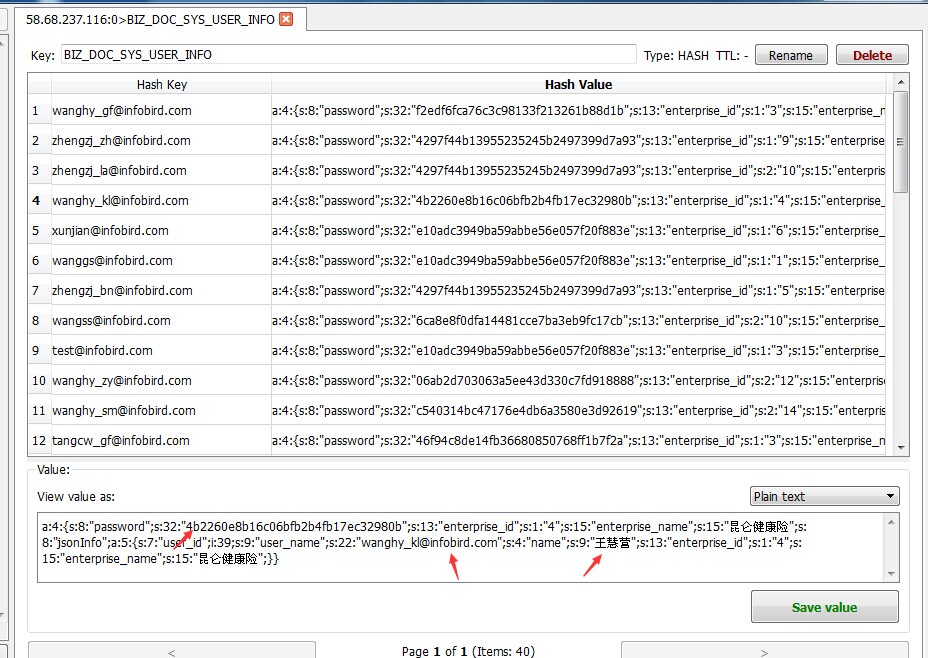 58.68.237.116:0>BIZ_DOC_SYS_USER_INFO
Key: BIZ_DOC_SYS_USER_INFO Type: HASH TTL: - Rename Delete
Hash Key Hash Value
1 wanghy_gf@infobird.com a:4:{s:8:"password";s:32:"f2edf6fca76c3c98133f213261b88d1b";s:13:"enterprise_id";s:1:"3";s:15:"enterprise_n
2 zhengzj_zh@infobird.com a:4:{s:8:"password";s:32:"4297f44b13955235245b2497399d7a93";s:13:"enterprise_id";s:1:"9";s:15:"enterprise
3 zhengzj_la@infobird.com a:4:{s:8:"password";s:32:"4297f44b13955235245b2497399d7a93";s:13:"enterprise_id";s:2:"10";s:15:"enterpris
4 wanghy_kl@infobird.com a:4:{s:8:"password";s:32:"4b2260e8b16c06bfb2b4fb17ec32980b";s:13:"enterprise_id";s:1:"4";s:15:"enterprise_
5 xunjian@infobird.com a:4:{s:8:"password";s:32:"e10adc3949ba59abbe56e057f20f883e";s:13:"enterprise_id";s:1:"6";s:15:"enterprise_
6 wanggs@infobird.com a:4:{s:8:"password";s:32:"e10adc3949ba59abbe56e057f20f883e";s:13:"enterprise_id";s:1:"1";s:15:"enterprise_
7 zhengzj_bn@infobird.com a:4:{s:8:"password";s:32:"4297f44b13955235245b2497399d7a93";s:13:"enterprise_id";s:1:"5";s:15:"enterprise
8 wangss@infobird.com a:4:{s:8:"password";s:32:"6ca8e8f0dfa14481cce7ba3eb9fc17cb";s:13:"enterprise_id";s:2:"10";s:15:"enterprise_
9 test@infobird.com a:4:{s:8:"password";s:32:"e10adc3949ba59abbe56e057f20f883e";s:13:"enterprise_id";s:1:"3";s:15:"enterprise_
10 wanghy_zy@infobird.com a:4:{s:8:"password";s:32:"06ab2d703063a5ee43d330c7fd918888";s:13:"enterprise_id";s:2:"12";s:15:"enterpris
11 wanghy_sm@infobird.com a:4:{s:8:"password";s:32:"c540314bc47176e4db6a3580e3d92619";s:13:"enterprise_id";s:2:"14";s:15:"enterpris
12 tangcw_gf@infobird.com a:4:{s:8:"password";s:32:"46f94c8de14fb36680850768ff1b7f2a";s:13:"enterprise_id";s:1:"3";s:15:"enterprise_n
Value:
View value as: Plain text
a:4:{s:8:"password";s:32:"4b2260e8b16c06bfb2b4fb17ec32980b";s:13:"enterprise_id";s:1:"4";s:15:"enterprise_name";s:15:"昆仑健康险";s:
8:"jsonInfo";a:5:{s:7:"user_id";i:39;s:9:"user_name";s:22:"wanghy_kl@infobird.com";s:4:"name";s:9:"王慧营";s:13:"enterprise_id";s:1:"4";s:
15:"enterprise_name";s:15:"昆仑健康险";}}
Save value
< Page 1 of 1 (Items: 40) >